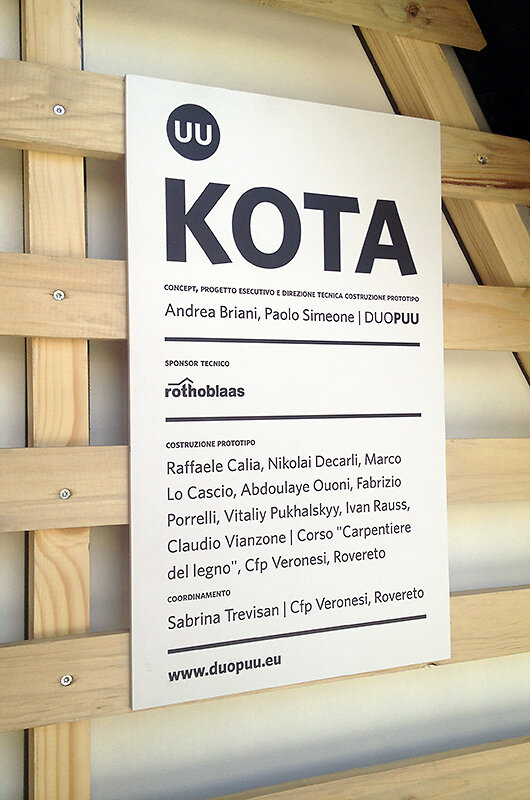 UU
KOTA
CONCEPT, PROGETTO ESECUTIVO E DIREZIONE TECNICA COSTRUZIONE PROTOTIPO
Andrea Briani, Paolo Simeone | DUOPUU
SPONSOR TECNICO
rothoblaas
COSTRUZIONE PROTOTIPO
Raffaele Calia, Nikolai Decarli, Marco
Lo Cascio, Abdoulaye Ouoni, Fabrizio
Porrelli, Vitaliy Pukhalskyy, Ivan Rauss,
Claudio Vianzone | Corso "Carpentiere
del legno", Cfp Veronesi, Rovereto
COORDINAMENTO
Sabrina Trevisan | Cfp Veronesi, Rovereto
www.duopuu.eu